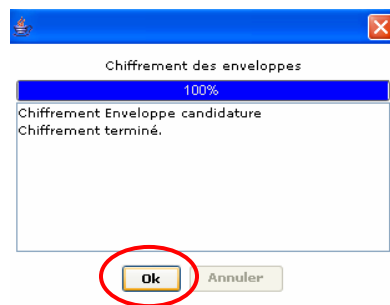 Chiffrement des enveloppes
100%
Chiffrement Enveloppe candidature
Chiffrement terminé.
Ok
Annuler